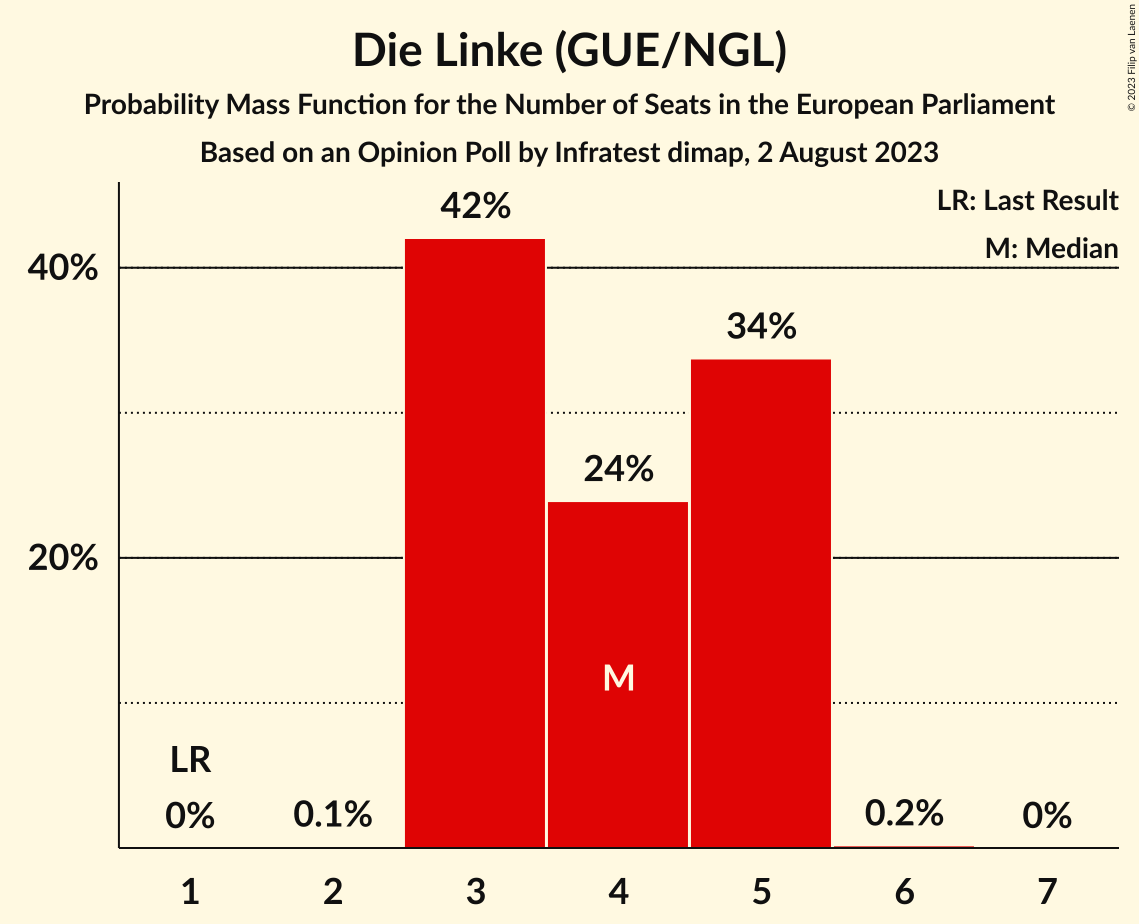 Die Linke (GUE/NGL)
Probability Mass Function for the Number of Seats in the European Parliament
Based on an Opinion Poll by Infratest dimap, 2 August 2023
© 2023 Filip van Laenen
LR: Last Result
M: Median
42%
40%
34%
24%
20%
M
LR
0%
0.1%
0.2%
0%
1 2 3 4 5 6 7